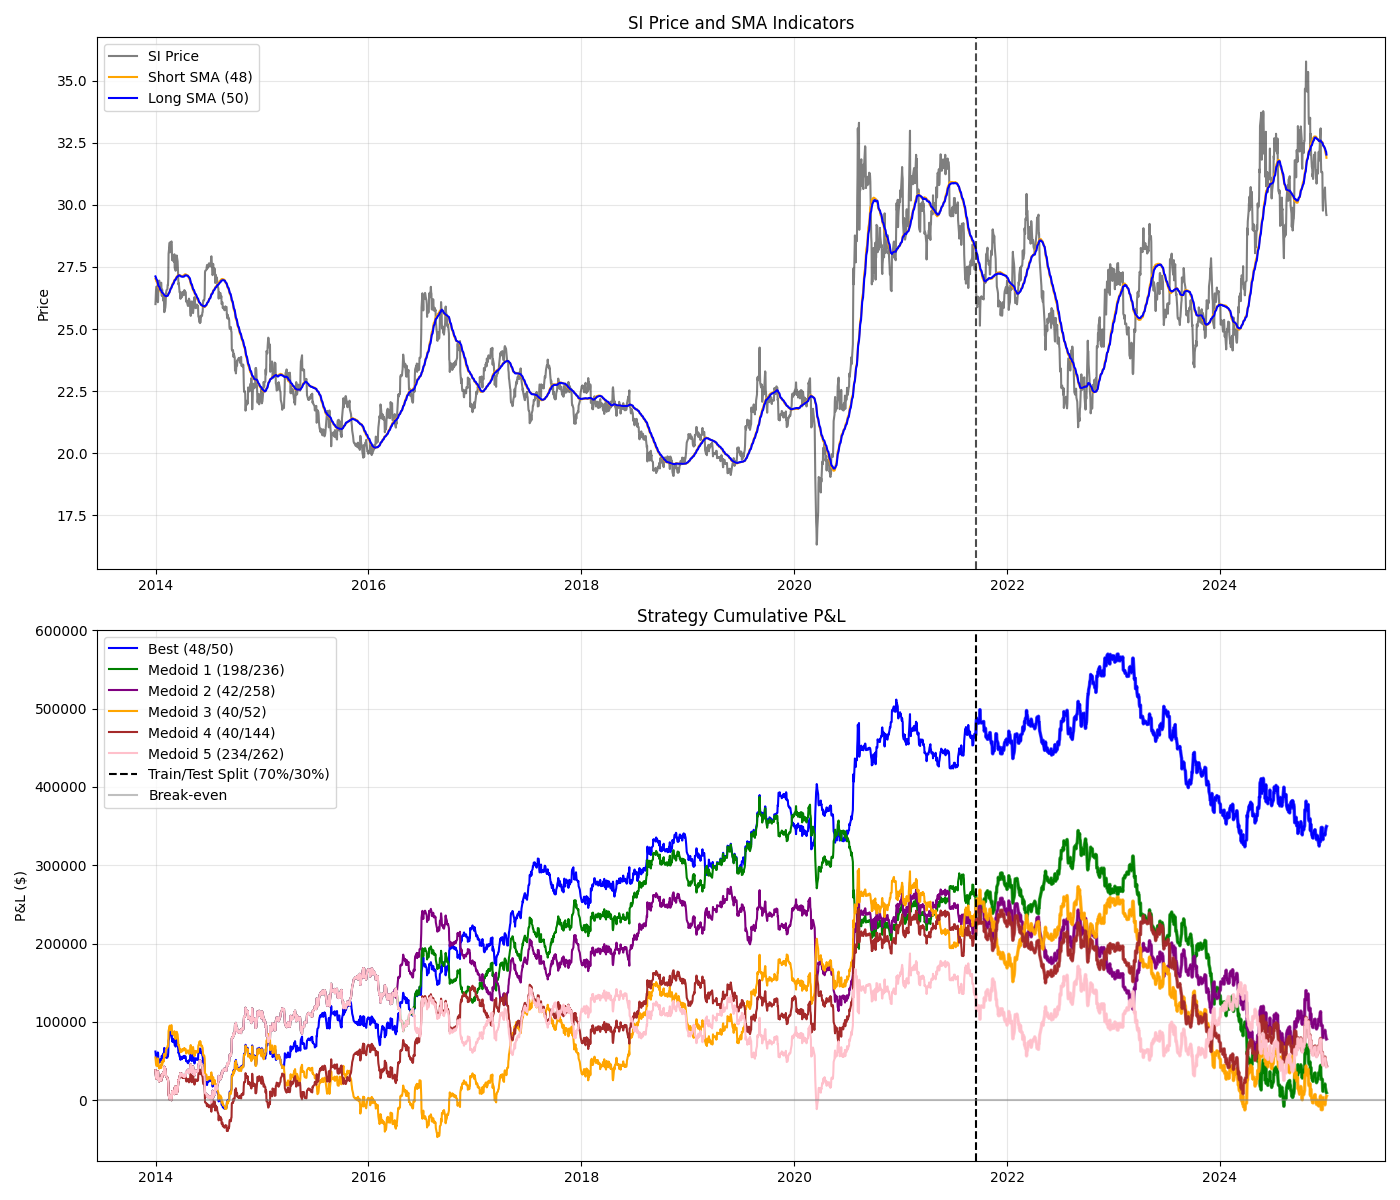 SI Price and SMA Indicators
SI Price
Short SMA (48)
Long SMA (50)
Price
35.0
32.5
30.0
27.5
25.0
22.5
20.0
17.5
2014
2016
2018
2020
2022
2024
Strategy Cumulative P&L
Best (48/50)
Medoid 1 (198/236)
Medoid 2 (42/258)
Medoid 3 (40/52)
Medoid 4 (40/144)
Medoid 5 (234/262)
Train/Test Split (70%/30%)
Break-even
P&L ($)
600000
500000
400000
300000
200000
100000
0
2014
2016
2018
2020
2022
2024